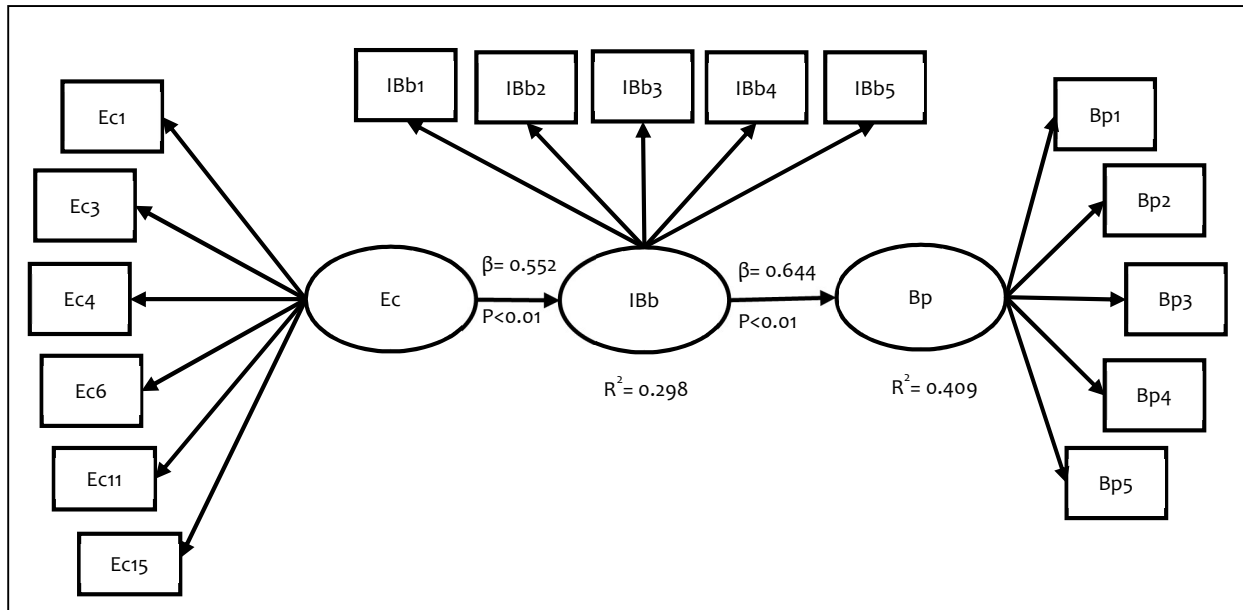 IBb1
IBb2
IBb3
IBb4
IBb5
Ec1
Ec3
Ec4
Ec6
Ec11
Ec15
Ec
β= 0.552
P<0.01
IBb
R²= 0.298
β= 0.644
P<0.01
Bp
R²= 0.409
Bp1
Bp2
Bp3
Bp4
Bp5